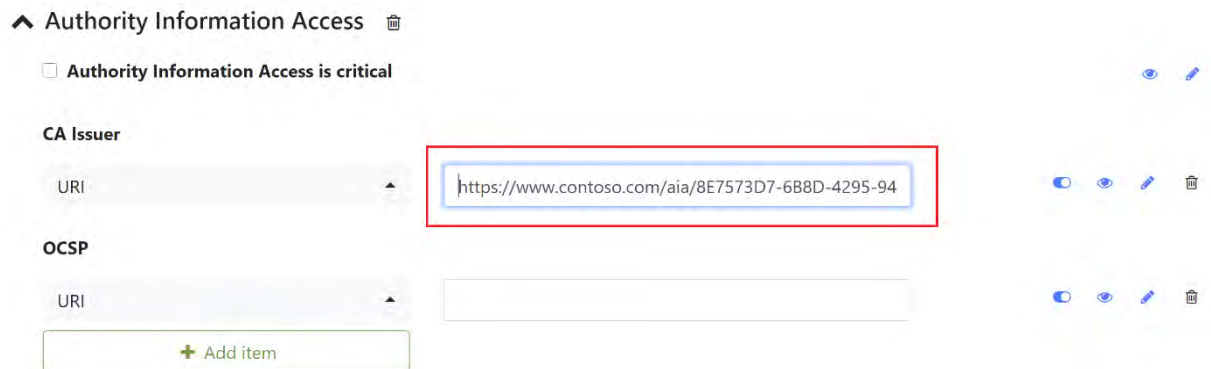 Authority Information Access
Authority Information Access is critical
CA Issuer
URI
https://www.contoso.com/aia/8E7573D7-6B8D-4295-94
OCSP
URI
Add item